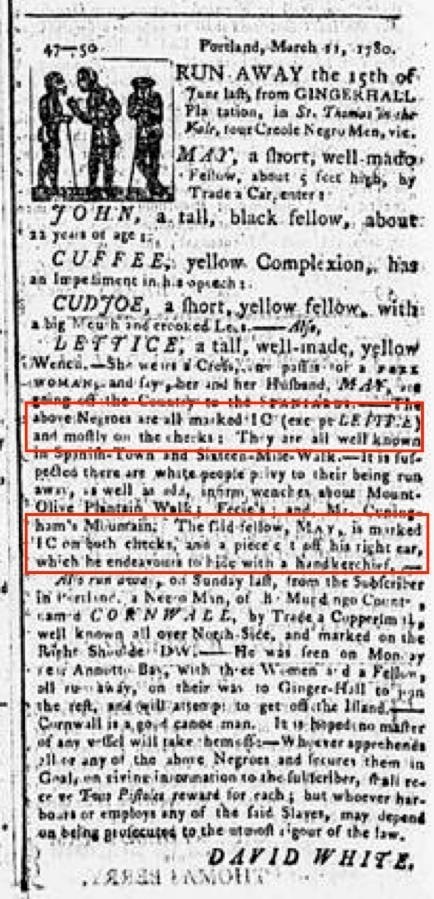 47—50 Portland, March 11, 1780.
RUN AWAY the 15th of
June last, from GINGERHALL
Plantation, in St. Thomas in the
Vale, four Creole Negro Men, viz.
MAY, a short, well-made
Fellow, about 5 feet high, by
Trade a Carpenter:
JOHN, a tall, black fellow, about
22 years of age:
CUFFEE, yellow Complexion, has
an Impediment in his speech:
CUDJOE, a short, yellow fellow, with
a big Mouth and crooked Legs.—Also,
LETTICE, a tall, well-made, yellow
Wench.—She wears a Cross, passes for a FREE
WOMAN, and says, her and her Husband, MAY, are
going off the Country to the SPANIARDS.—The
above Negroes are all marked IC (except LETTICE)
and mostly on the cheeks: They are all well known
in Spanish-Town and Sixteen-Mile-Walk.—It is sus-
pected there are white people privy to their being run
away, as well as old, infirm wenches about Mount-
Olive Plantain Walk; and Mr. Cuning-
ham's Mountain. The said fellow, MAY, is marked
IC on both cheeks, and a piece cut off his right ear,
which he endeavours to hide with a handkerchief.—
Also run away, on Sunday last, from the Subscriber
in Portland, a Negro Man, of Mundingo Country,
named CORNWALL, by Trade a Coppersmith,
well known all over North-Side, and marked on the
Right Shoulder DW.—He was seen on Monday
near Annotto Bay, with three Women and a Fellow,
all run away, on their way to Ginger-Hall to join
the rest, and will attempt to get off the Island.—
Cornwall is a good canoe man. It is hoped no master
of any vessel will take them off:—Whoever apprehends
all or any of the above Negroes and secures them in
Goal, on giving information to the subscriber, shall re-
ceive Four Pistoles reward for each; but whoever har-
bours or employs any of the said Slaves, may depend
on being prosecuted to the utmost rigour of the law.
DAVID WHITE.